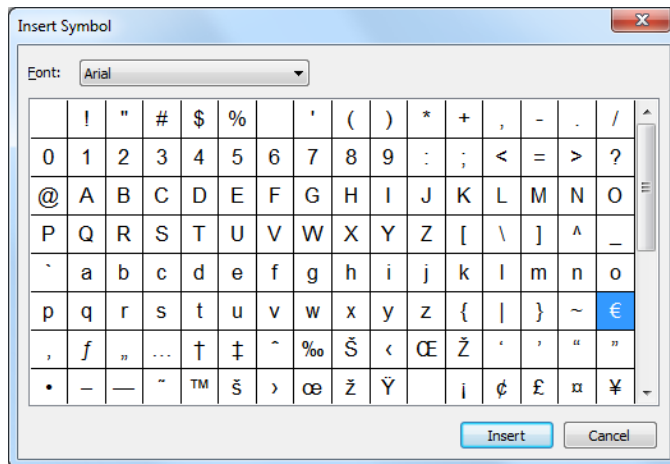 Insert Symbol
Font: Arial
! " # $ % ' ( ) * + , - . /
0 1 2 3 4 5 6 7 8 9 : ; < = > ?
@ A B C D E F G H I J K L M N O
P Q R S T U V W X Y Z [ \ ] ^ _
` a b c d e f g h i j k l m n o
p q r s t u v w x y z { | } ~ €
‚ ƒ „ … † ‡ ˆ ‰ Š ‹ Œ Ž ‘ ’ “ ”
• – — ˜ ™ š › œ ž Ÿ ¡ ¢ £ ¤ ¥
Insert Cancel